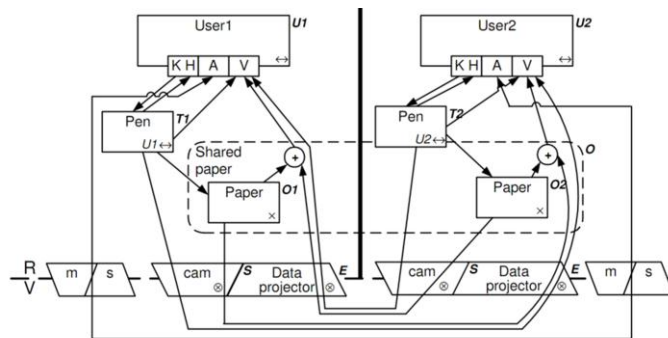 User1 U1
User2 U2
K H A V
K H A V
Pen T1
U1↔
Pen T2
U2↔
Shared paper
O
+
+
Paper O1
×
Paper O2
×
R
V
m s
cam S
Data projector E
cam S
Data projector E
m s